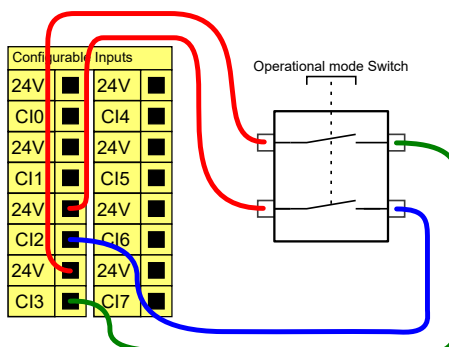 Configurable Inputs
24V 24V
CI0 CI4
24V 24V
CI1 CI5
24V 24V
CI2 CI6
24V 24V
CI3 CI7
Operational mode Switch